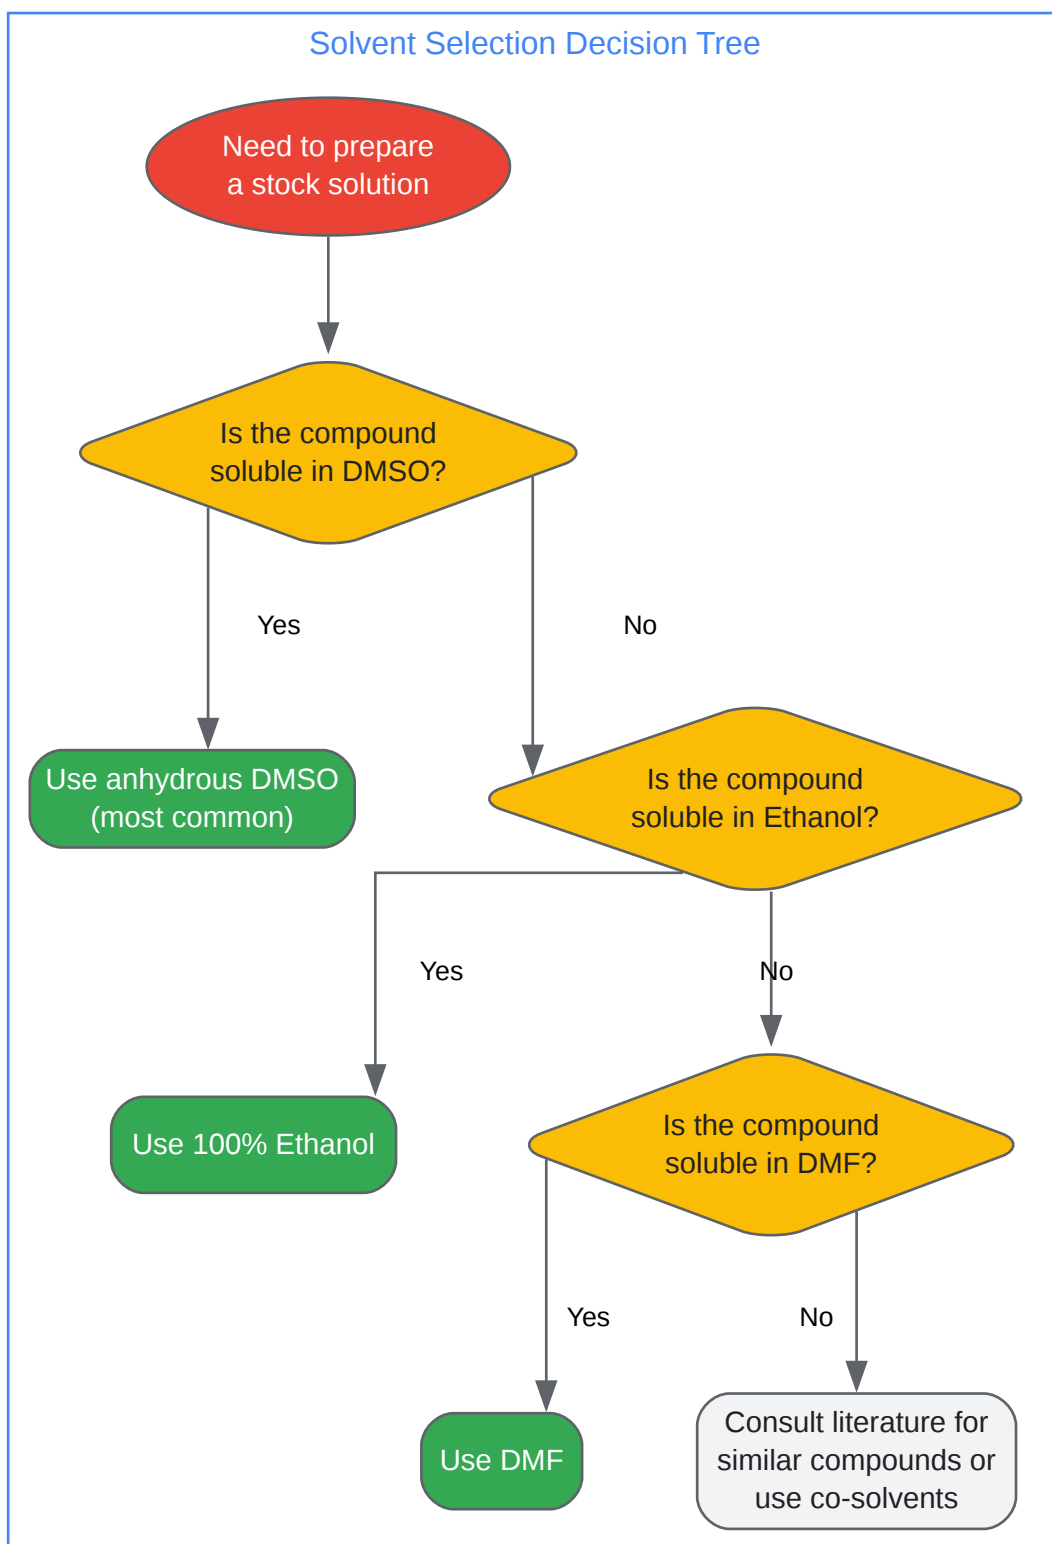 Solvent Selection Decision Tree
Need to prepare
a stock solution
Is the compound
soluble in DMSO?
Yes
No
Use anhydrous DMSO
(most common)
Is the compound
soluble in Ethanol?
Yes
No
Use 100% Ethanol
Is the compound
soluble in DMF?
Yes
No
Use DMF
Consult literature for
similar compounds or
use co-solvents